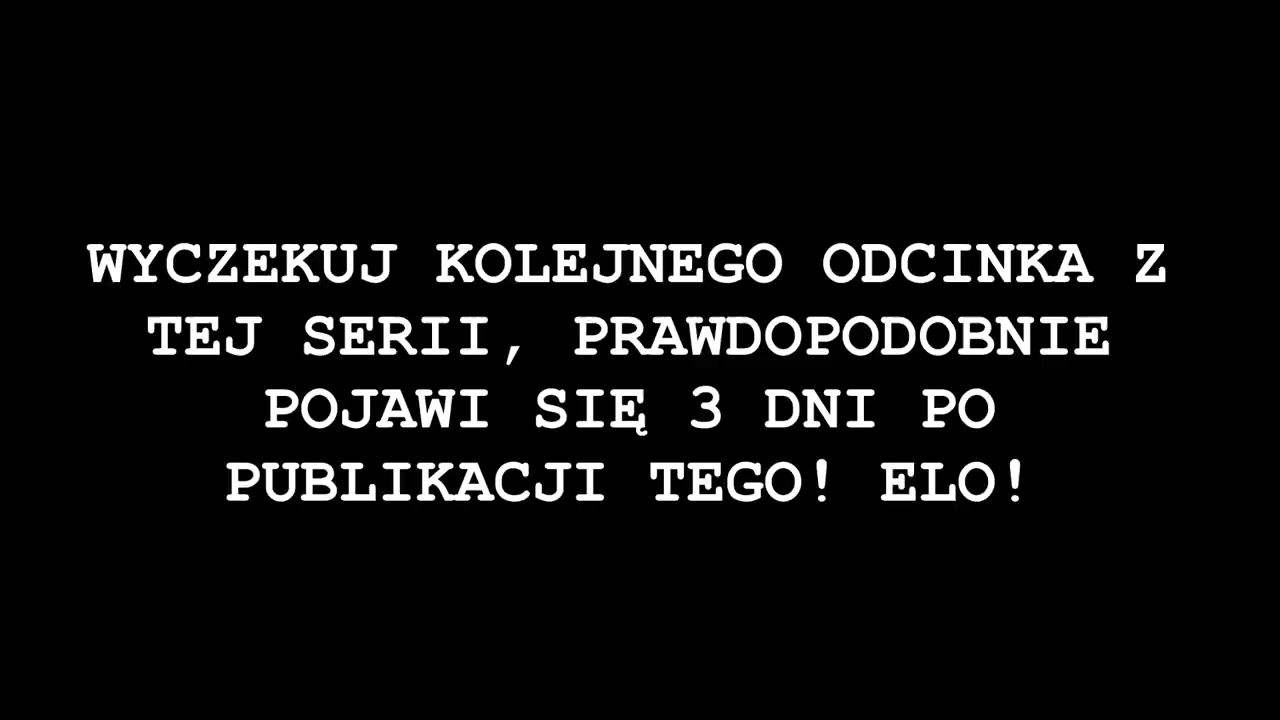 WYCZEKUJ KOLEJNEGO ODCINKA Z
TEJ SERII, PRAWDOPODOBNIE
POJAWI SIĘ 3 DNI PO
PUBLIKACJI TEGO! ELO!